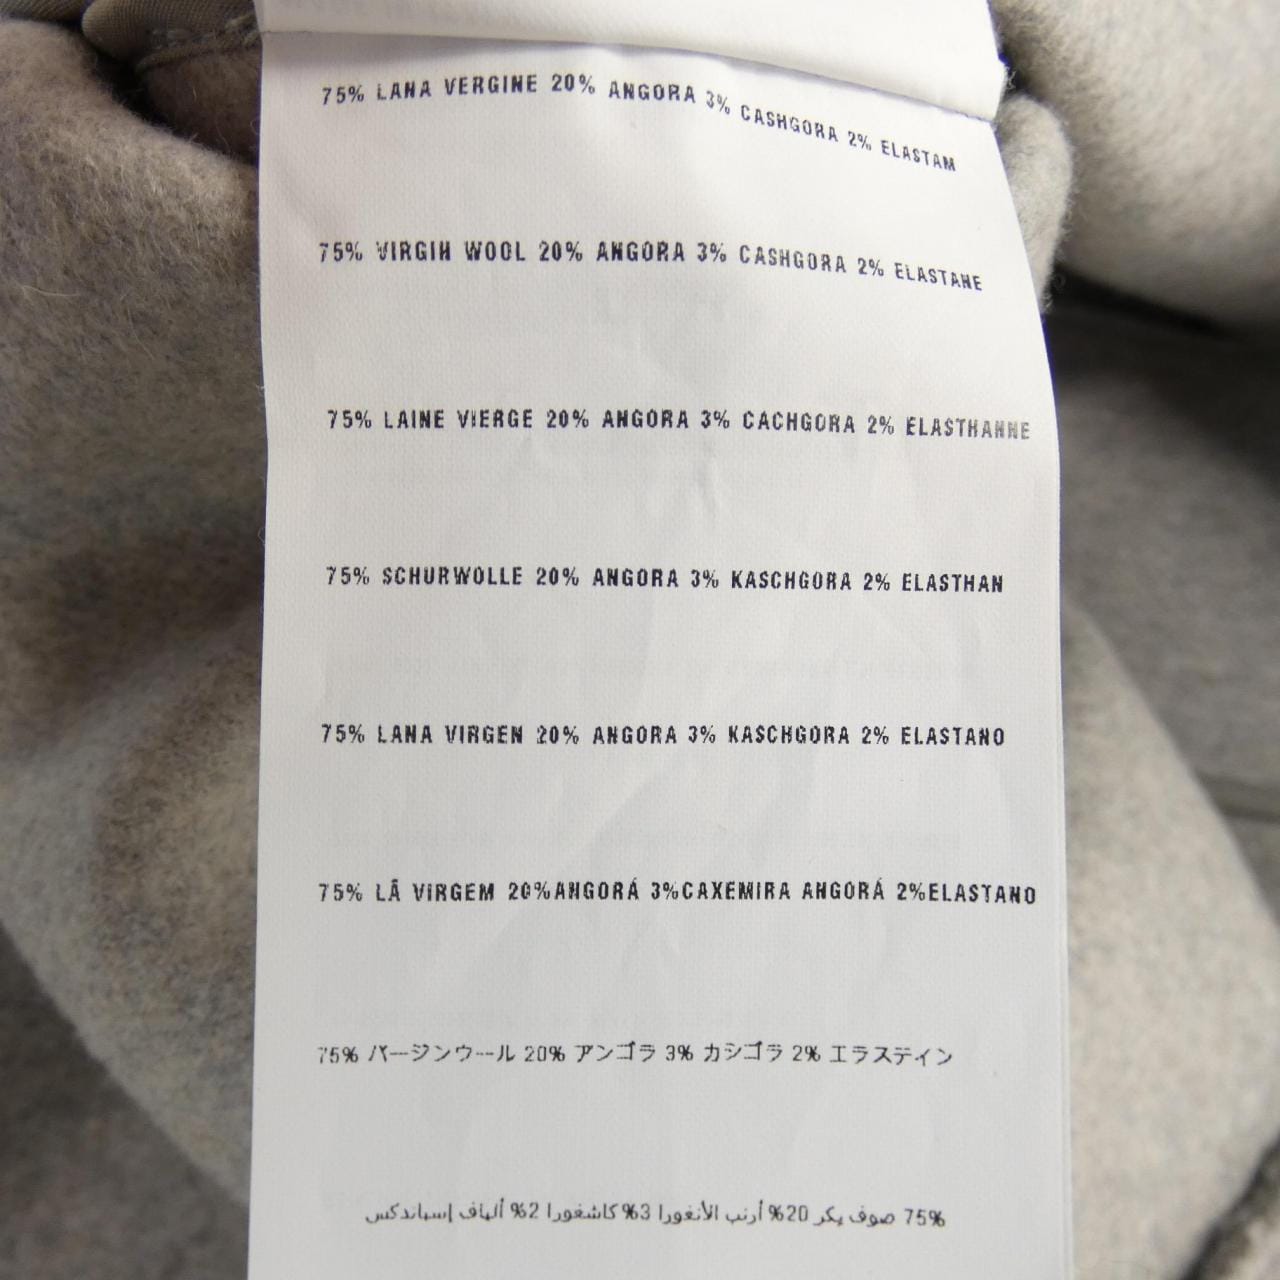 75% LANA VERGINE 20% ANGORA 3% CASHGORA 2% ELASTAM
75% VIRGIN WOOL 20% ANGORA 3% CASHGORA 2% ELASTANE
75% LAINE VIERGE 20% ANGORA 3% CACHGORA 2% ELASTHANNE
75% SCHURWOLLE 20% ANGORA 3% KASCHGORA 2% ELASTHAN
75% LANA VIRGEN 20% ANGORA 3% KASCHGORA 2% ELASTANO
75% LÃ VIRGEM 20%ANGORÁ 3%CAXEMIRA ANGORÁ 2%ELASTANO
75% バージンウール 20% アンゴラ 3% カシゴラ 2% エラステイン
75% صوف بكر 20% أرنب الأنغورا 3% كاشغورا 2% ألياف إسباندكس